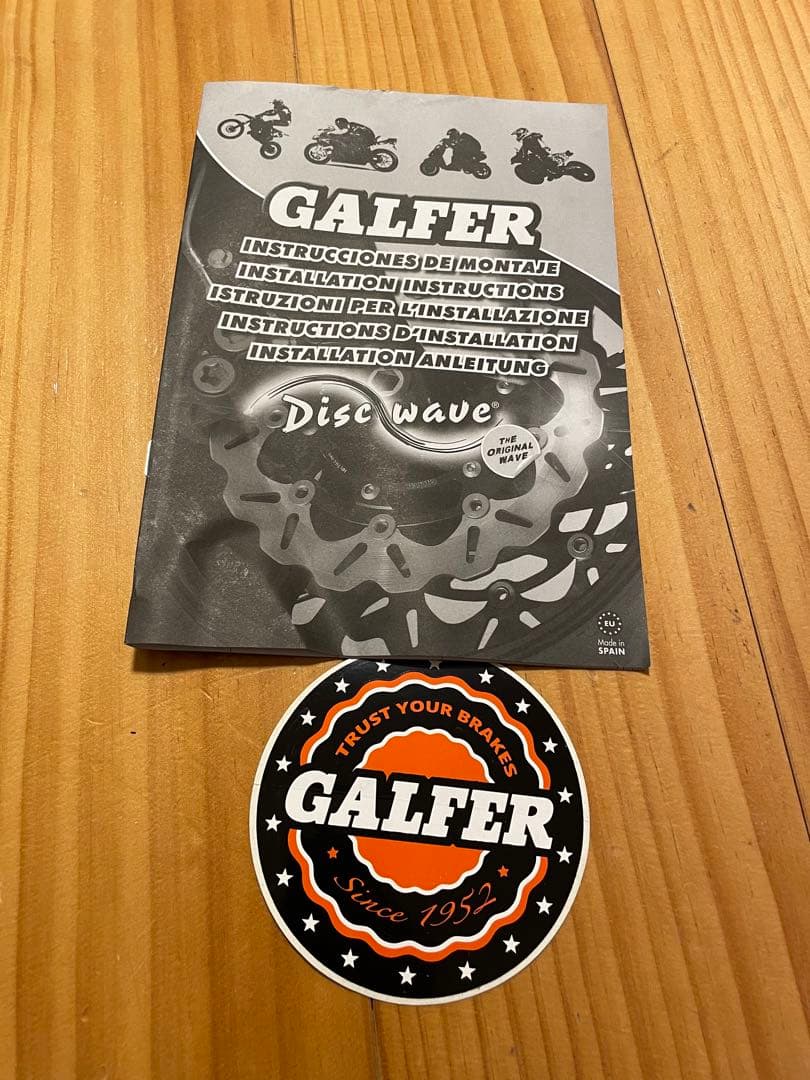 GALFER
INSTRUCCIONES DE MONTAJE
INSTALLATION INSTRUCTIONS
ISTRUZIONI PER L'INSTALLAZIONE
INSTRUCTIONS D'INSTALLATION
INSTALLATION ANLEITUNG
Disc wave®
THE
ORIGINAL
WAVE
EU
Made in
SPAIN
TRUST YOUR BRAKES
GALFER
Since 1952